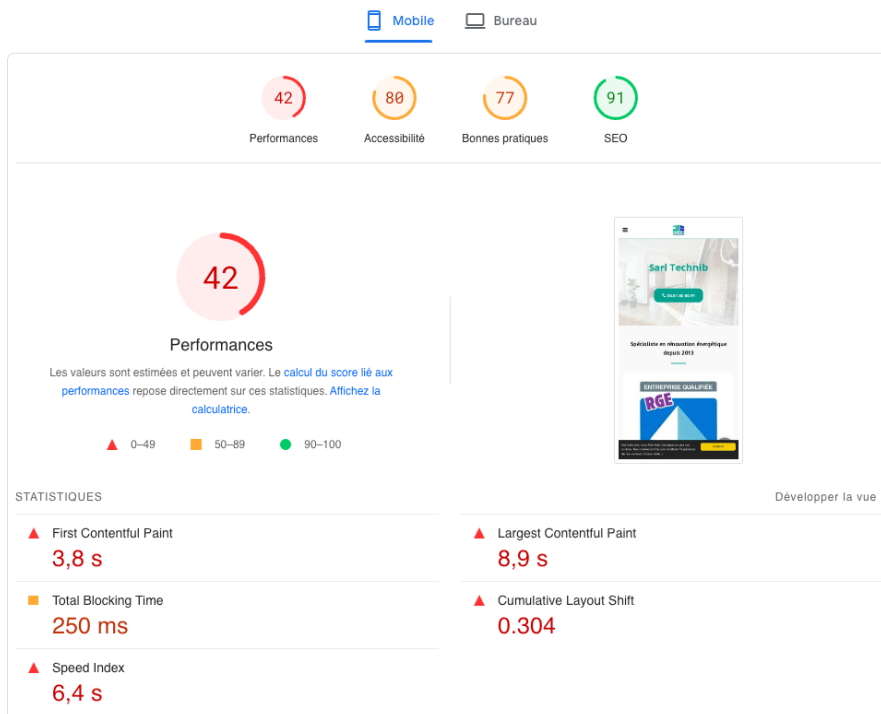 Mobile
Bureau
42
80
77
91
Performances
Accessibilité
Bonnes pratiques
SEO
42
Performances
Les valeurs sont estimées et peuvent varier. Le calcul du score lié aux
performances repose directement sur ces statistiques. Affichez la
calculatrice.
0–49
50–89
90–100
Sarl Technib
Spécialiste en rénovation énergétique
depuis 2013
ENTREPRISE QUALIFIÉE
RGE
STATISTIQUES
Développer la vue
First Contentful Paint
3,8 s
Largest Contentful Paint
8,9 s
Total Blocking Time
250 ms
Cumulative Layout Shift
0.304
Speed Index
6,4 s